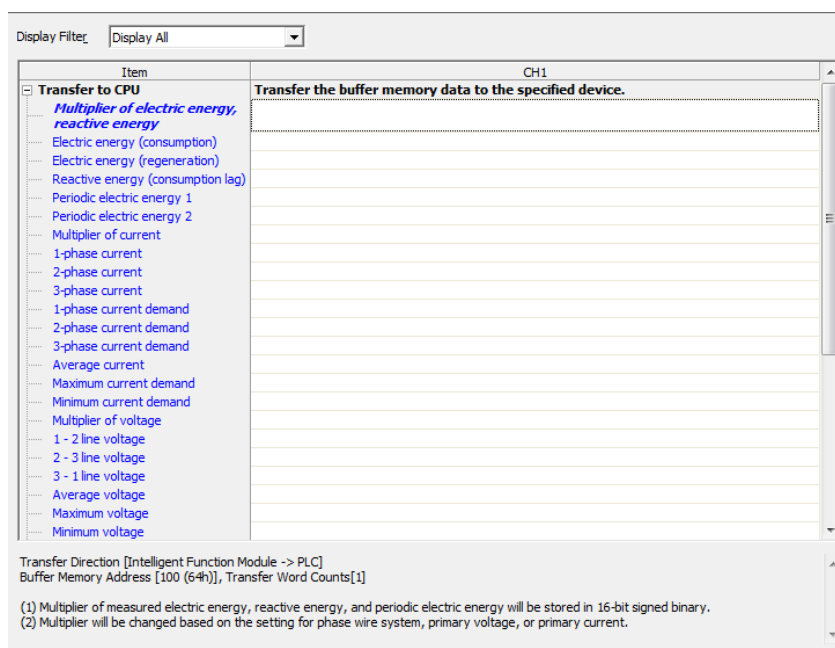 Display Filter Display All
Item CH1
Transfer to CPU Transfer the buffer memory data to the specified device.
Multiplier of electric energy,
reactive energy
Electric energy (consumption)
Electric energy (regeneration)
Reactive energy (consumption lag)
Periodic electric energy 1
Periodic electric energy 2
Multiplier of current
1-phase current
2-phase current
3-phase current
1-phase current demand
2-phase current demand
3-phase current demand
Average current
Maximum current demand
Minimum current demand
Multiplier of voltage
1 - 2 line voltage
2 - 3 line voltage
3 - 1 line voltage
Average voltage
Maximum voltage
Minimum voltage
Transfer Direction [Intelligent Function Module -> PLC]
Buffer Memory Address [100 (64h)], Transfer Word Counts[1]
(1) Multiplier of measured electric energy, reactive energy, and periodic electric energy will be stored in 16-bit signed binary.
(2) Multiplier will be changed based on the setting for phase wire system, primary voltage, or primary current.